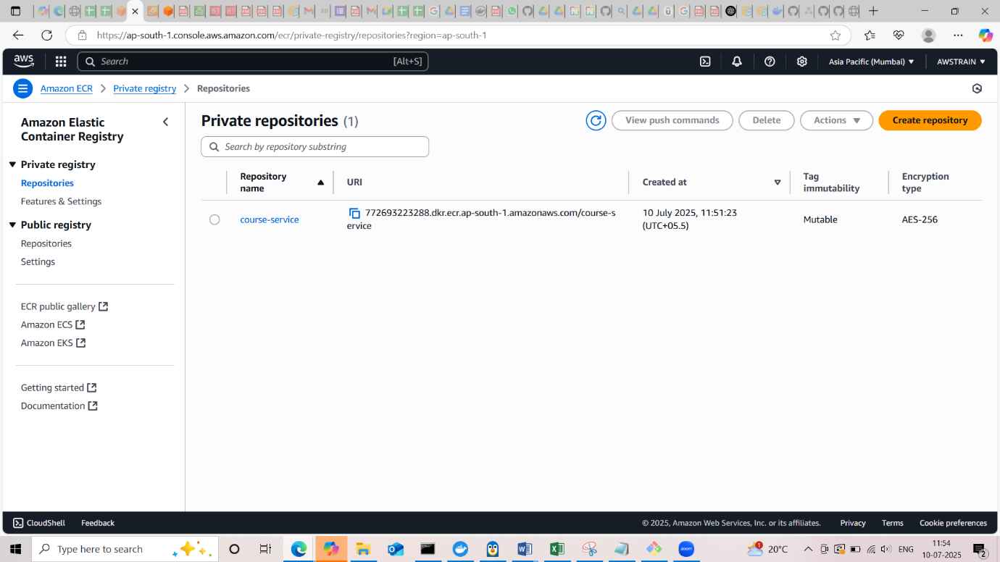 https://ap-south-1.console.aws.amazon.com/ecr/private-registry/repositories?region=ap-south-1
aws
Search
[Alt+S]
Asia Pacific (Mumbai) ▼
AWSTRAIN ▼
Amazon ECR > Private registry > Repositories
Amazon Elastic
Container Registry
Private registry
Repositories
Features & Settings
Public registry
Repositories
Settings
ECR public gallery
Amazon ECS
Amazon EKS
Getting started
Documentation
Private repositories (1)
View push commands
Delete
Actions ▼
Create repository
Search by repository substring
Repository
name
URI
Created at
Tag
immutability
Encryption
type
course-service
772693223288.dkr.ecr.ap-south-1.amazonaws.com/course-s
ervice
10 July 2025, 11:51:23
(UTC+05.5)
Mutable
AES-256
CloudShell
Feedback
© 2025, Amazon Web Services, Inc. or its affiliates.
Privacy
Terms
Cookie preferences
Type here to search
zoom
1
20°C
ENG
11:54
10-07-2025
2